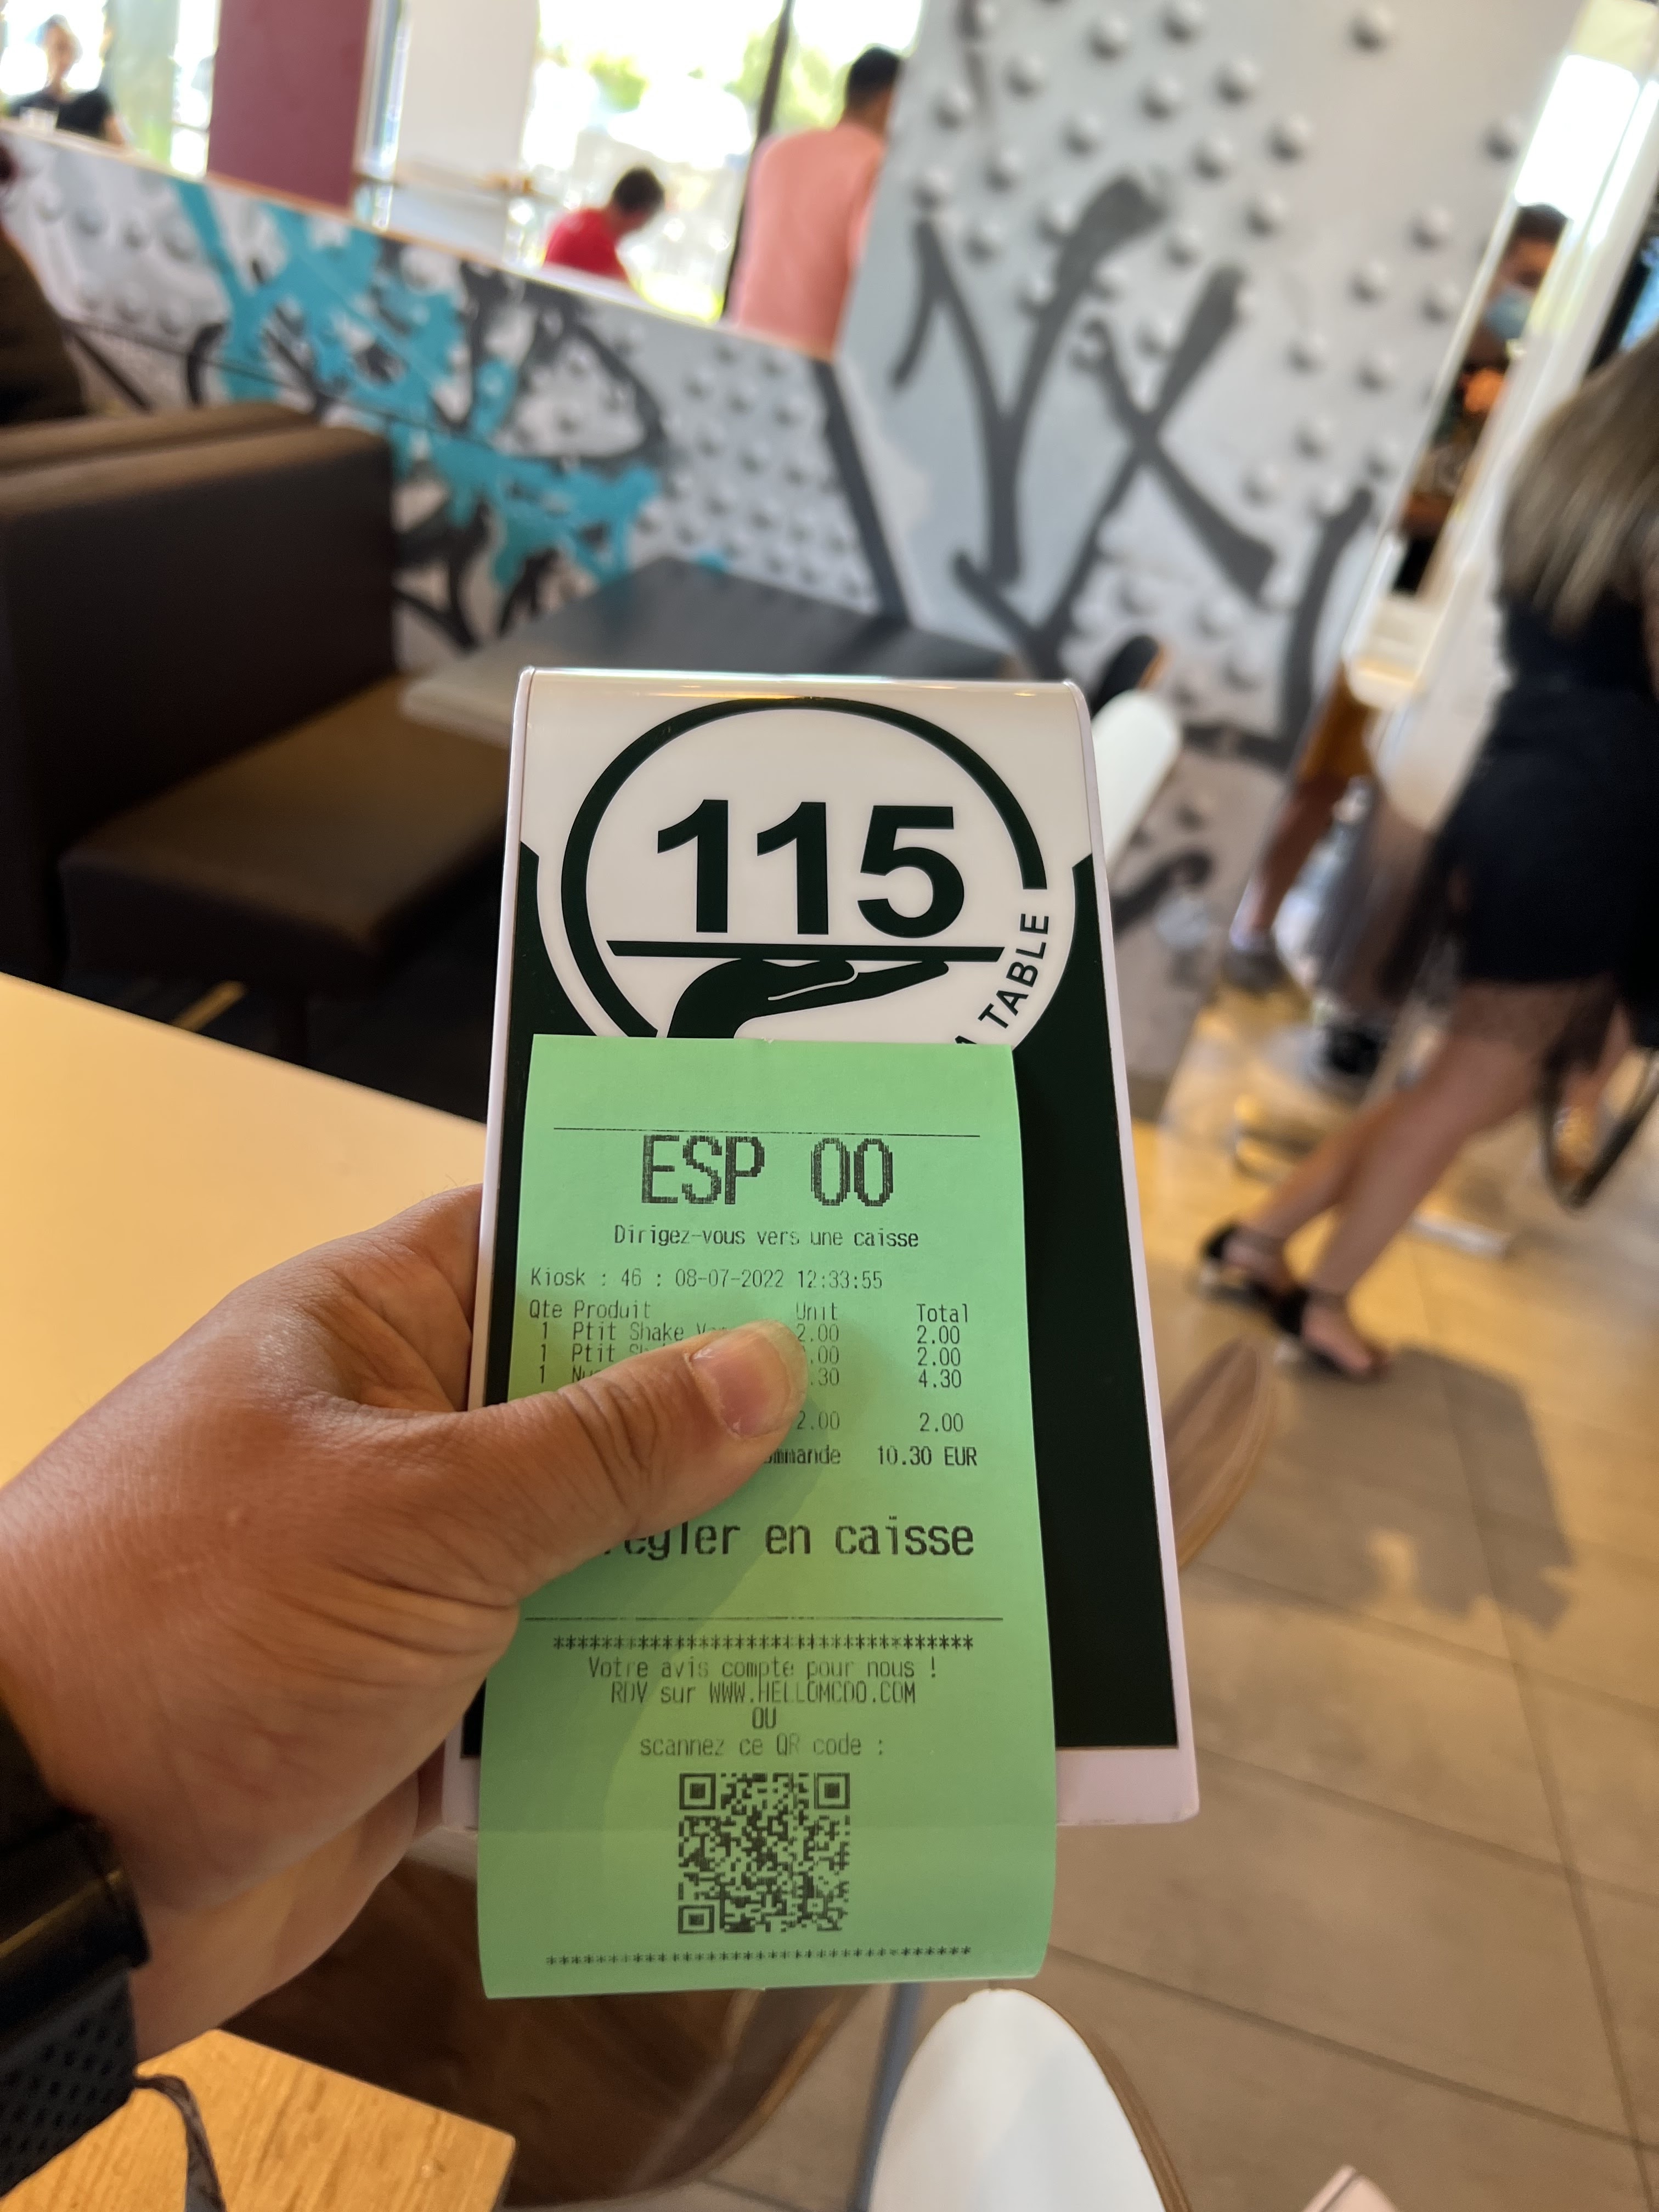 115
À TABLE
ESP 00
Dirigez-vous vers une caisse
Kiosk : 46 : 08-07-2022 12:33:55
Qte Produit Unit Total
1 Ptit Shake 2.00 2.00
1 Ptit 2.00
1 4.30
2.00 2.00
10.30 EUR
en caisse
*********************************
Votre avis compte pour nous !
RDV sur WWW.HELLOMCDO.COM
OU
scannez ce QR code :
*********************************